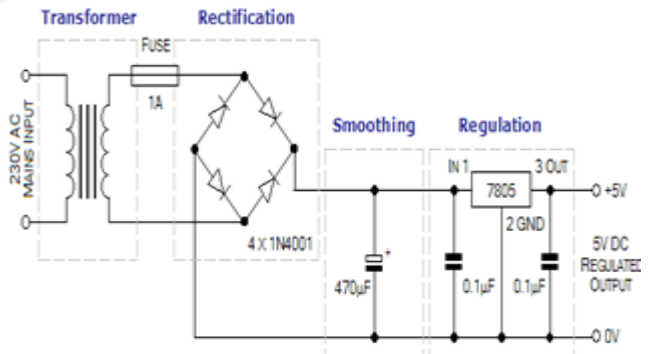 Transformer
Rectification
FUSE
1A
230V AC
MAINS INPUT
4 x 1N4001
Smoothing
Regulation
IN 1
3 OUT
7805
2 GND
+5V
+
470µF
0.1µF
0.1µF
5V DC
REGULATED
OUTPUT
0V